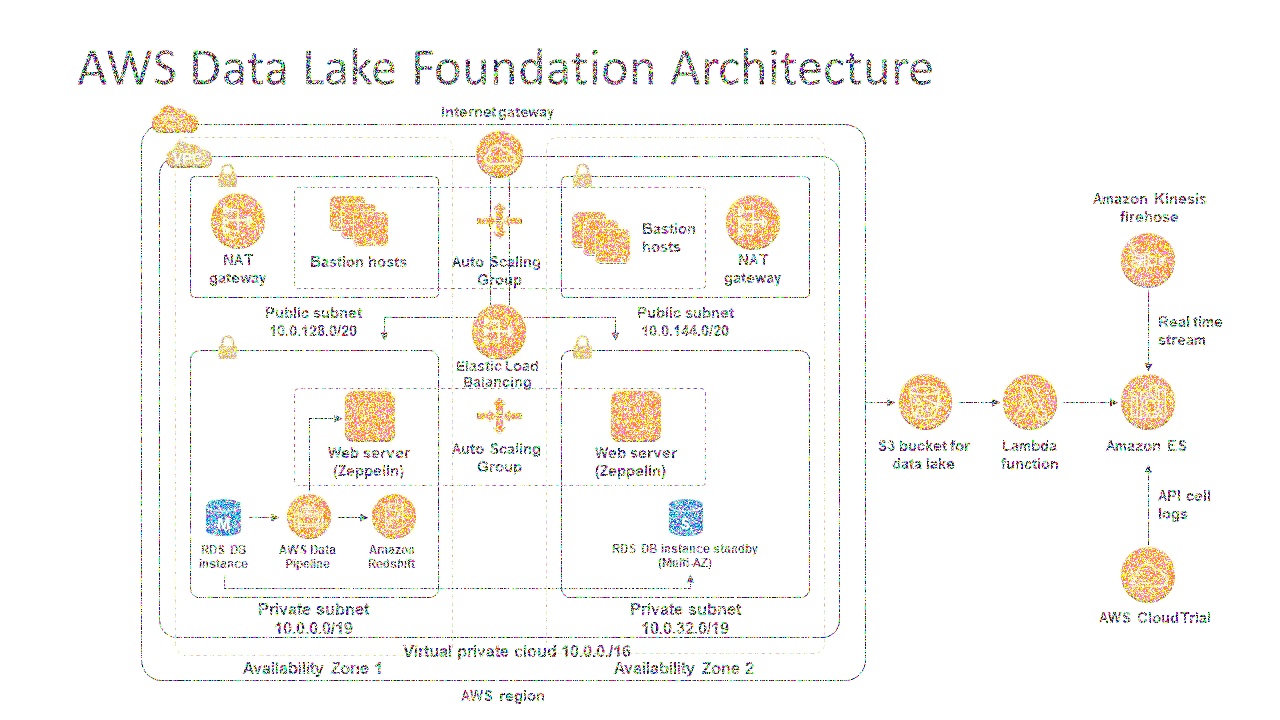 AWS Data Lake Foundation Architecture
Internet gateway
VPC
NAT
gateway
Bastion hosts
Auto Scaling
Group
Bastion
hosts
NAT
gateway
Public subnet
10.0.128.0/20
Public subnet
10.0.144.0/20
Elastic Load
Balancing
Web server
(Zeppelin)
Auto Scaling
Group
Web server
(Zeppelin)
M
RDS DB
instance
AWS Data
Pipeline
Amazon
Redshift
S
RDS DB instance standby
(Multi-AZ)
Private subnet
10.0.0.0/19
Private subnet
10.0.32.0/19
Virtual private cloud 10.0.0./16
Availability Zone 1
Availability Zone 2
AWS region
S3 bucket for
data lake
Lambda
function
Amazon Kinesis
firehose
Real time
stream
Amazon ES
API call
logs
AWS CloudTrial